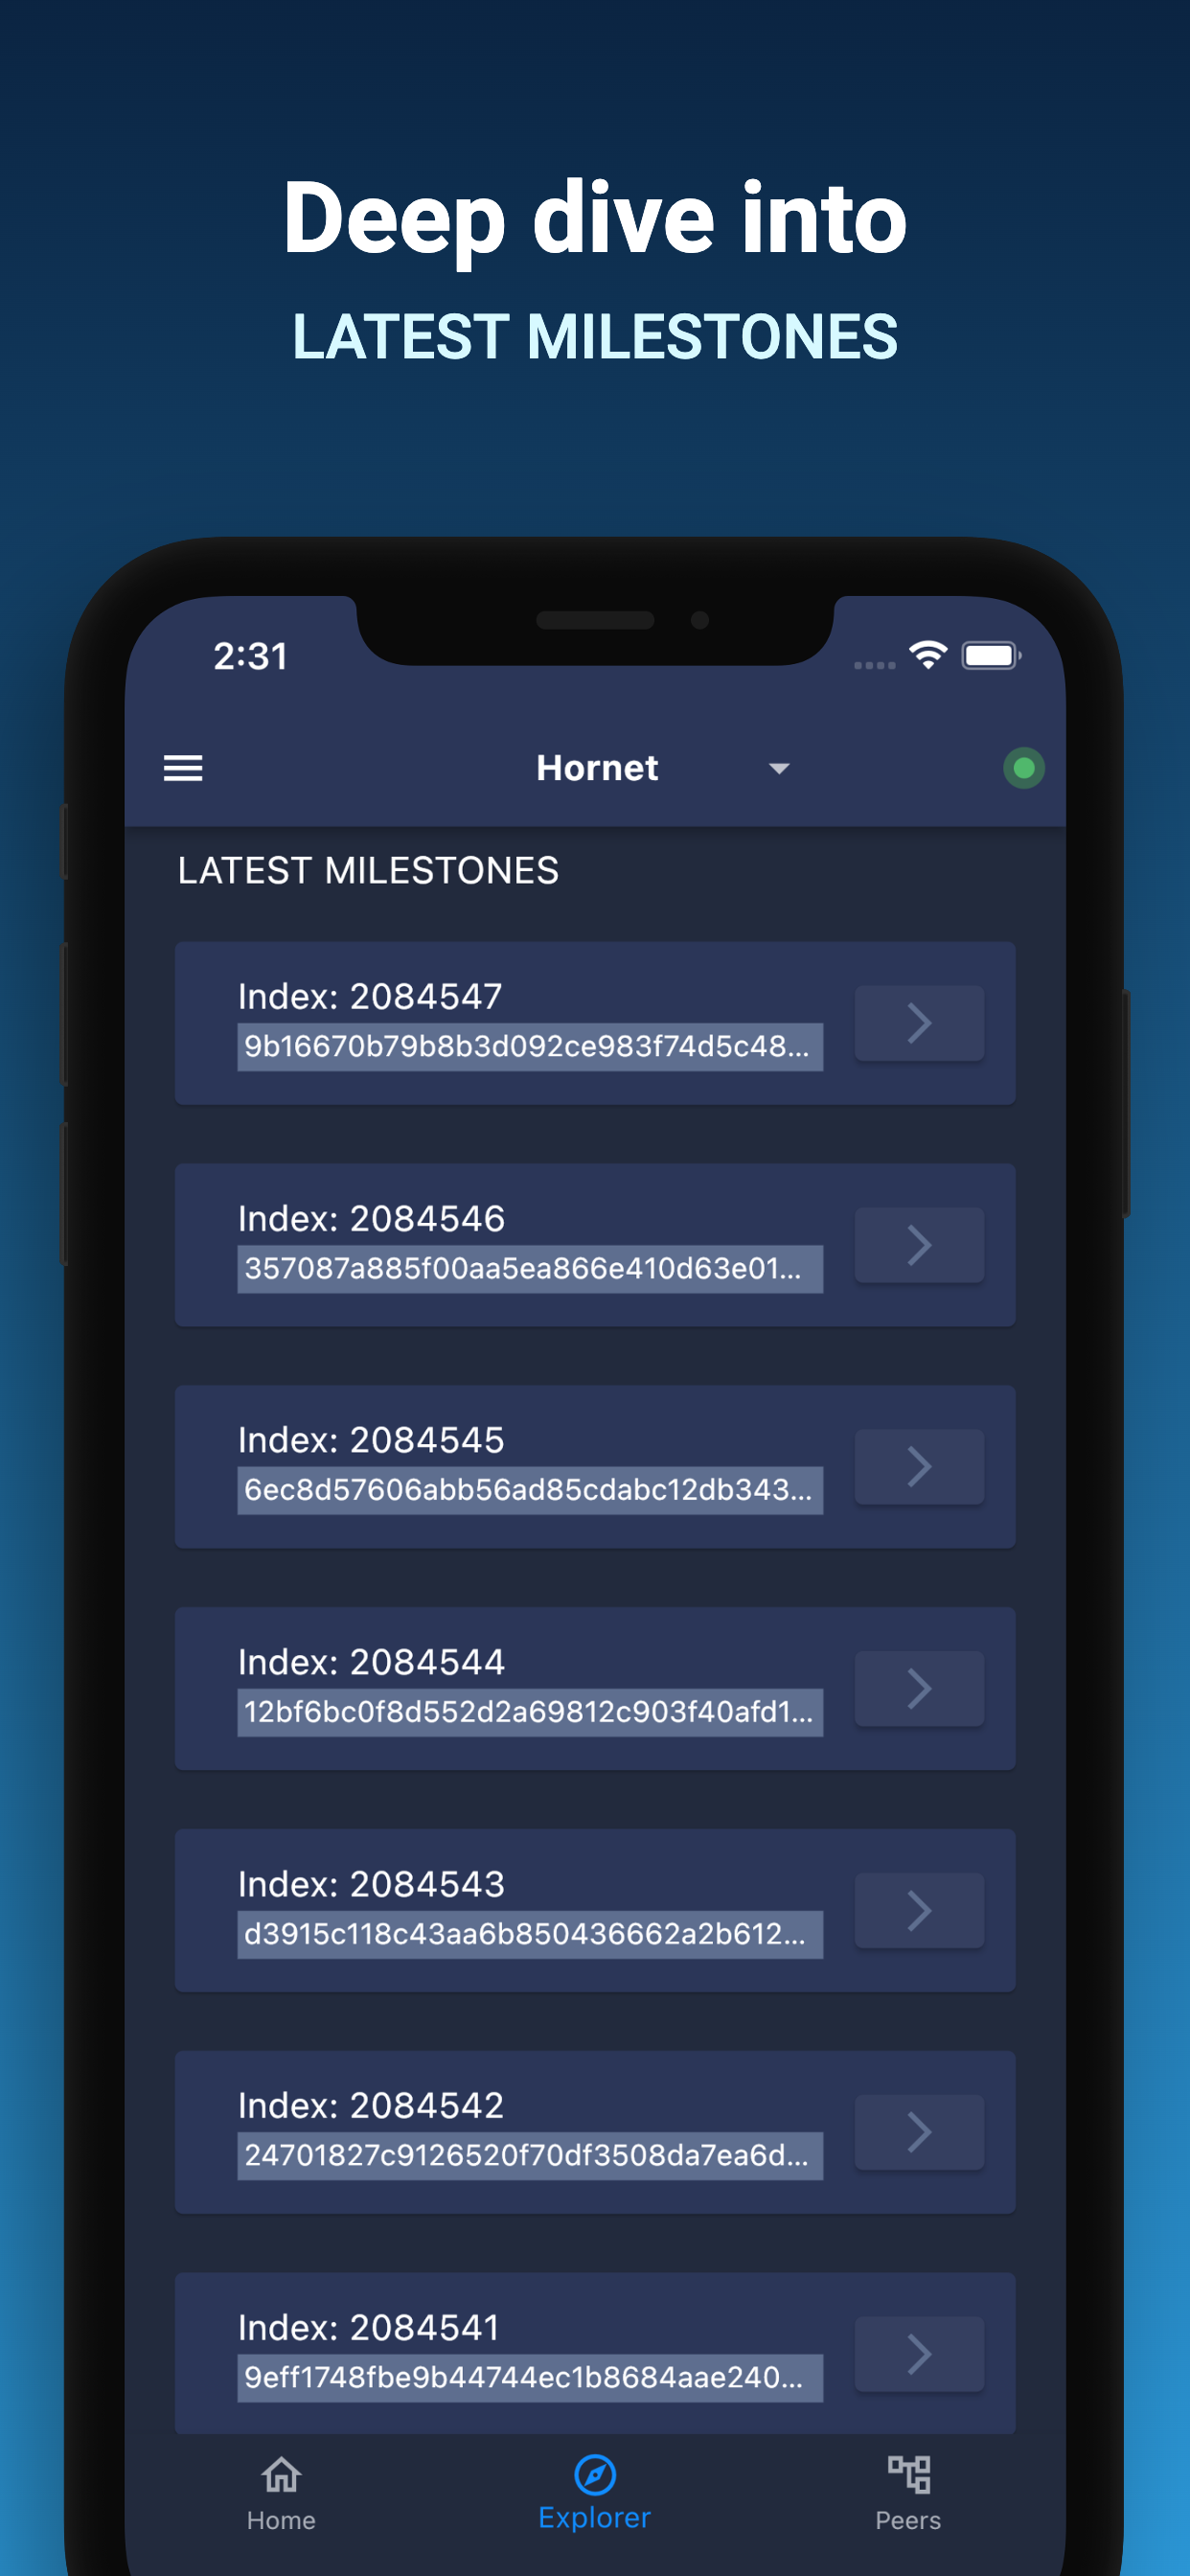 Deep dive into
LATEST MILESTONES
2:31
Hornet
LATEST MILESTONES
Index: 2084547
9b16670b79b8b3d092ce983f74d5c48...
Index: 2084546
357087a885f00aa5ea866e410d63e01...
Index: 2084545
6ec8d57606abb56ad85cdabc12db343...
Index: 2084544
12bf6bc0f8d552d2a69812c903f40afd1...
Index: 2084543
d3915c118c43aa6b850436662a2b612...
Index: 2084542
24701827c9126520f70df3508da7ea6d...
Index: 2084541
9eff1748fbe9b44744ec1b8684aae240...
Home
Explorer
Peers